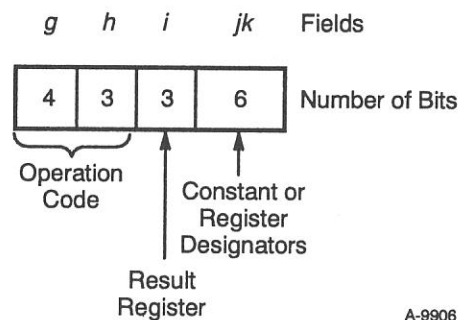 g h i jk Fields
4 3 3 6 Number of Bits
Operation
Code
Constant or
Register
Designators
Result
Register
A-9906